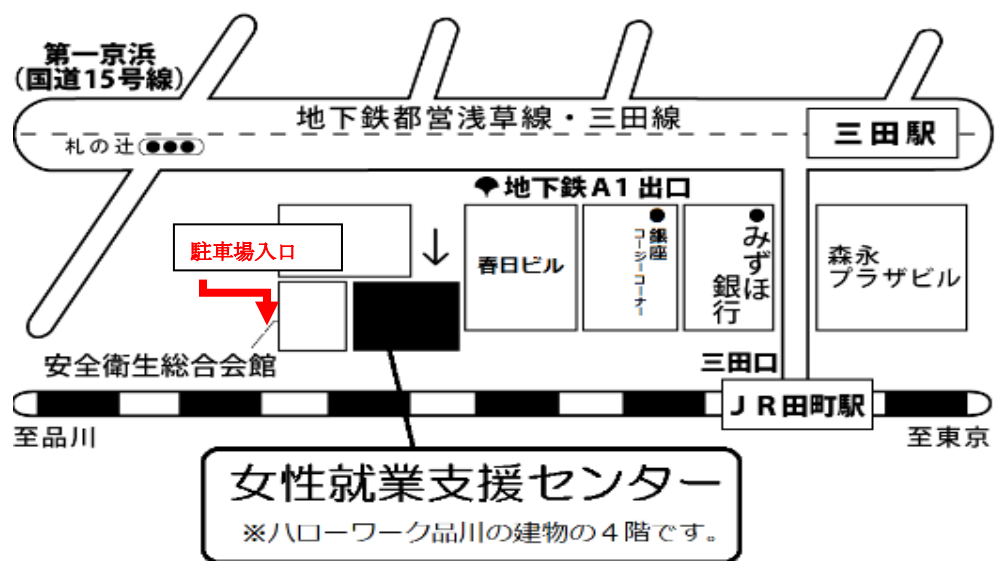 第一京浜
(国道15号線)
地下鉄都営浅草線・三田線
三田駅
札の辻
地下鉄A1出口
駐車場入口
春日ビル
銀座
コージーコーナー
みずほ
銀行
森永
プラザビル
安全衛生総合会館
三田口
JR田町駅
至品川
至東京
女性就業支援センター
※ハローワーク品川の建物の4階です。